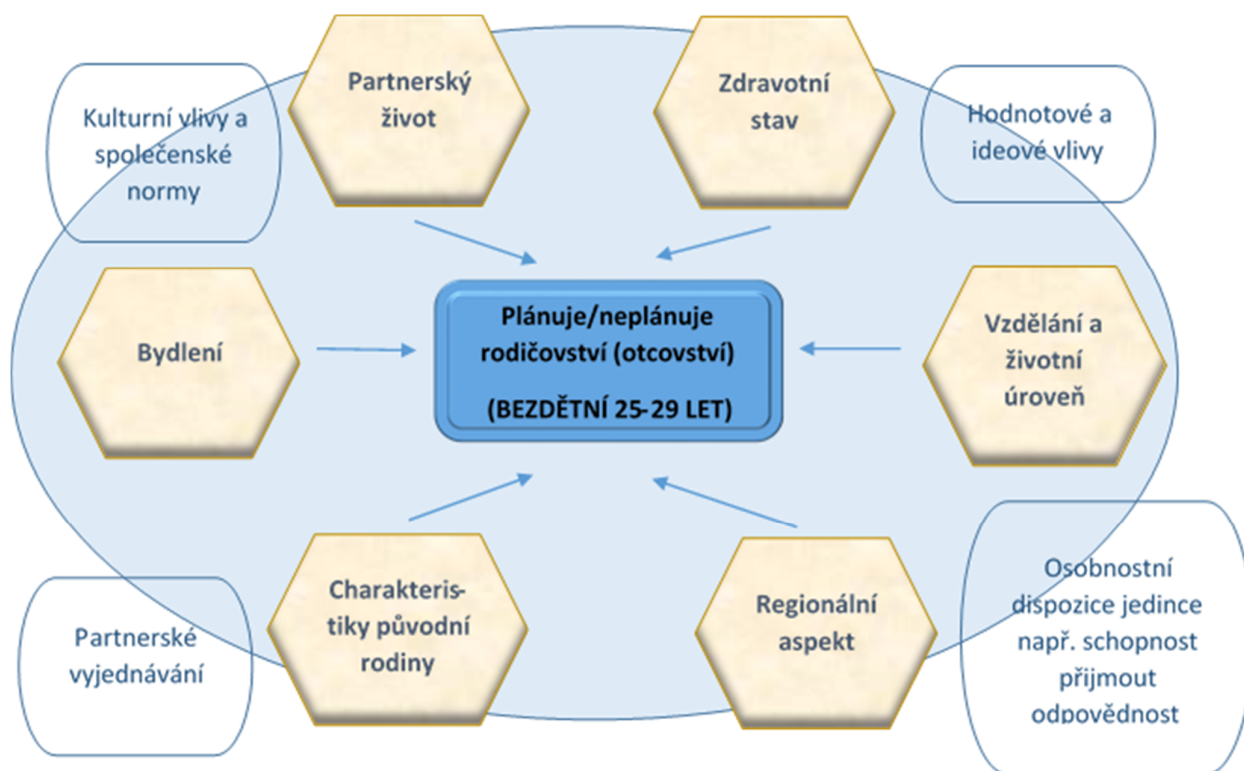 Partnerský
život
Zdravotní
stav
Kulturní vlivy a
společenské
normy
Hodnotové a
ideové vlivy
Bydlení
Plánuje/neplánuje
rodičovství (otcovství)
(BEZDĚTNÍ 25-29 LET)
Vzdělání a
životní
úroveň
Partnerské
vyjednávání
Charakteris-
tiky původní
rodiny
Regionální
aspekt
Osobnostní
dispozice jedince
např. schopnost
přijmout
odpovědnost